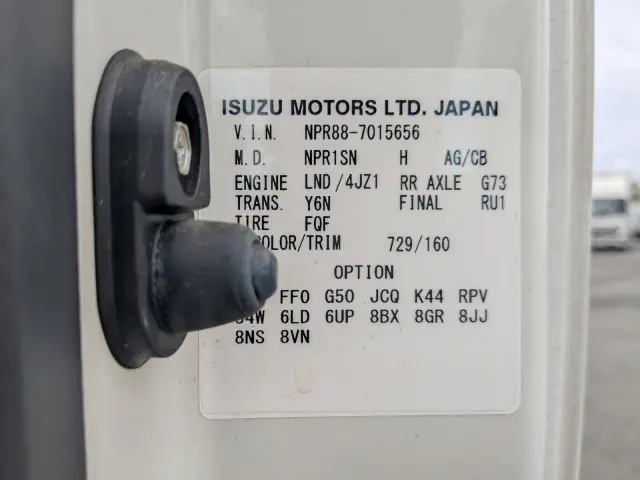 ISUZU MOTORS LTD. JAPAN
V.I.N. NPR88-7015656
M.D. NPR1SN H AG/CB
ENGINE LND/4JZ1 RR AXLE G73
TRANS. Y6N FINAL RU1
TIRE FQF
COLOR/TRIM 729/160
OPTION
FF0 G50 JCQ K44 RPV
6LD 6UP 8BX 8GR 8JJ
8NS 8VN